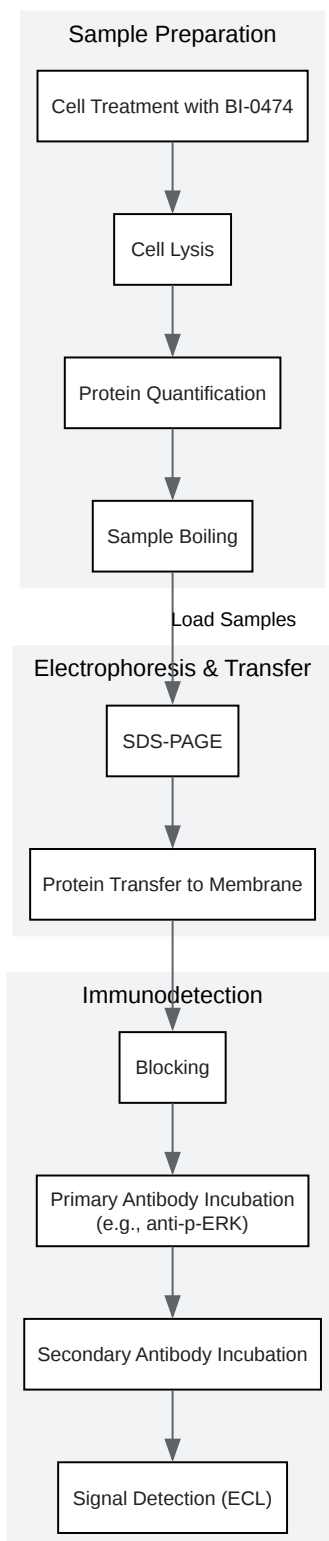 Sample Preparation
Cell Treatment with BI-0474
Cell Lysis
Protein Quantification
Sample Boiling
Load Samples
Electrophoresis & Transfer
SDS-PAGE
Protein Transfer to Membrane
Immunodetection
Blocking
Primary Antibody Incubation
(e.g., anti-p-ERK)
Secondary Antibody Incubation
Signal Detection (ECL)